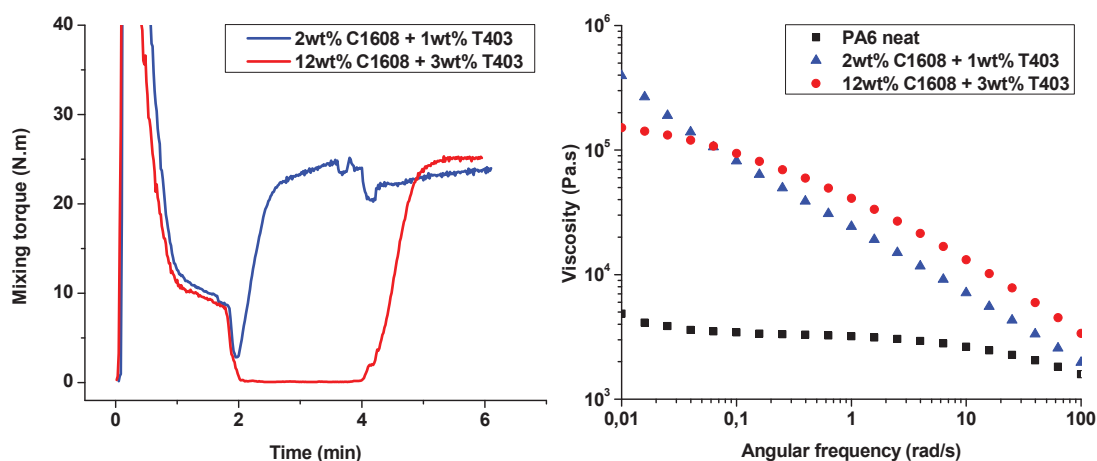 40
30
20
10
0
Mixing torque (N.m)
0
2
4
6
Time (min)
2wt% C1608 + 1wt% T403
12wt% C1608 + 3wt% T403
10⁶
10⁵
10⁴
10³
Viscosity (Pa.s)
0,01
0,1
1
10
100
Angular frequency (rad/s)
PA6 neat
2wt% C1608 + 1wt% T403
12wt% C1608 + 3wt% T403